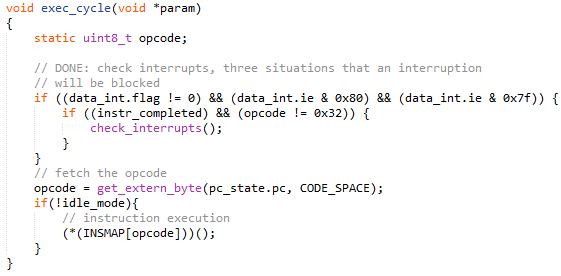 void exec_cycle(void *param)
{
static uint8_t opcode;
// DONE: check interrupts, three situations that an interruption
// will be blocked
if ((data_int.flag != 0) && (data_int.ie & 0x80) && (data_int.ie & 0x7f)) {
if ((instr_completed) && (opcode != 0x32)) {
check_interrupts();
}
}
// fetch the opcode
opcode = get_extern_byte(pc_state.pc, CODE_SPACE);
if(!idle_mode){
// instruction execution
(*(INSMAP[opcode]))();
}
}